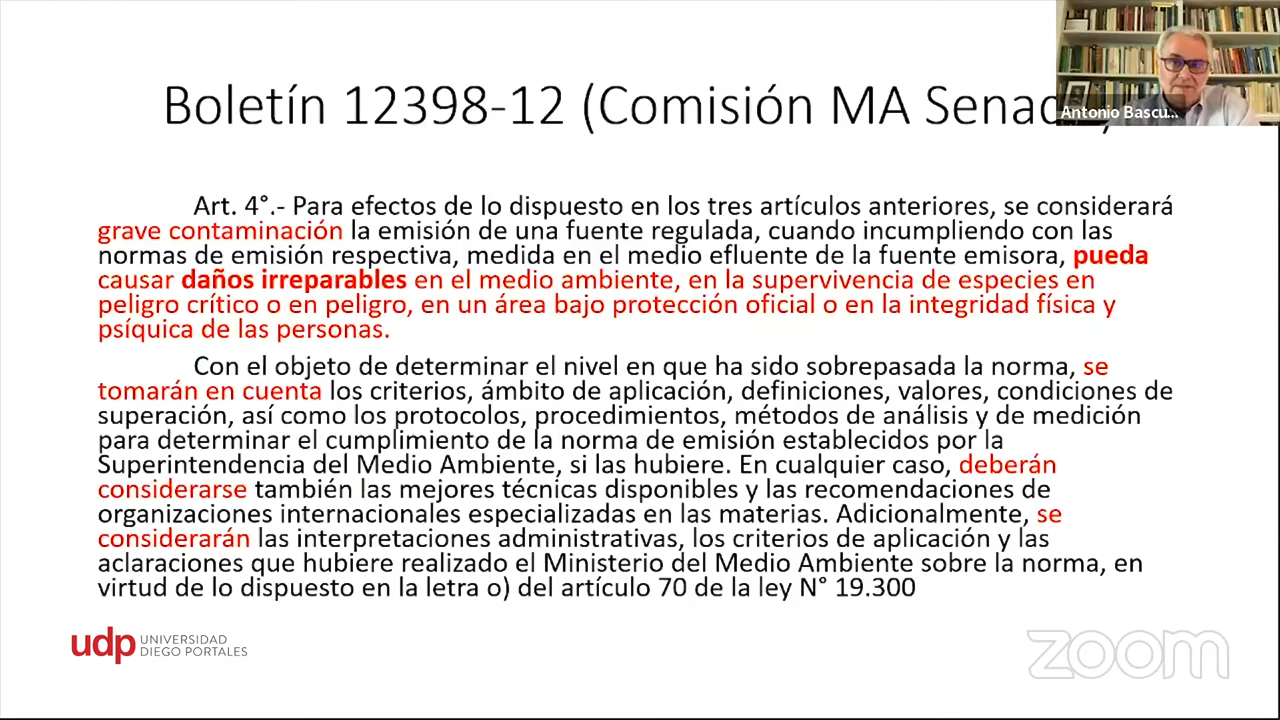 Boletín 12398-12 (Comisión MA
Antonio Bascu...
Art. 4°.- Para efectos de lo dispuesto en los tres artículos anteriores, se considerará
grave contaminación la emisión de una fuente regulada, cuando incumpliendo con las
normas de emisión respectiva, medida en el medio efluente de la fuente emisora, pueda
causar daños irreparables en el medio ambiente, en la supervivencia de especies en
peligro crítico o en peligro, en un área bajo protección oficial o en la integridad física y
psíquica de las personas.
Con el objeto de determinar el nivel en que ha sido sobrepasada la norma, se
tomarán en cuenta los criterios, ámbito de aplicación, definiciones, valores, condiciones de
superación, así como los protocolos, procedimientos, métodos de análisis y de medición
para determinar el cumplimiento de la norma de emisión establecidos por la
Superintendencia del Medio Ambiente, si las hubiere. En cualquier caso, deberán
considerarse también las mejores técnicas disponibles y las recomendaciones de
organizaciones internacionales especializadas en las materias. Adicionalmente, se
considerarán las interpretaciones administrativas, los criterios de aplicación y las
aclaraciones que hubiere realizado el Ministerio del Medio Ambiente sobre la norma, en
virtud de lo dispuesto en la letra o) del artículo 70 de la ley N° 19.300
udp UNIVERSIDAD
DIEGO PORTALES
zoom